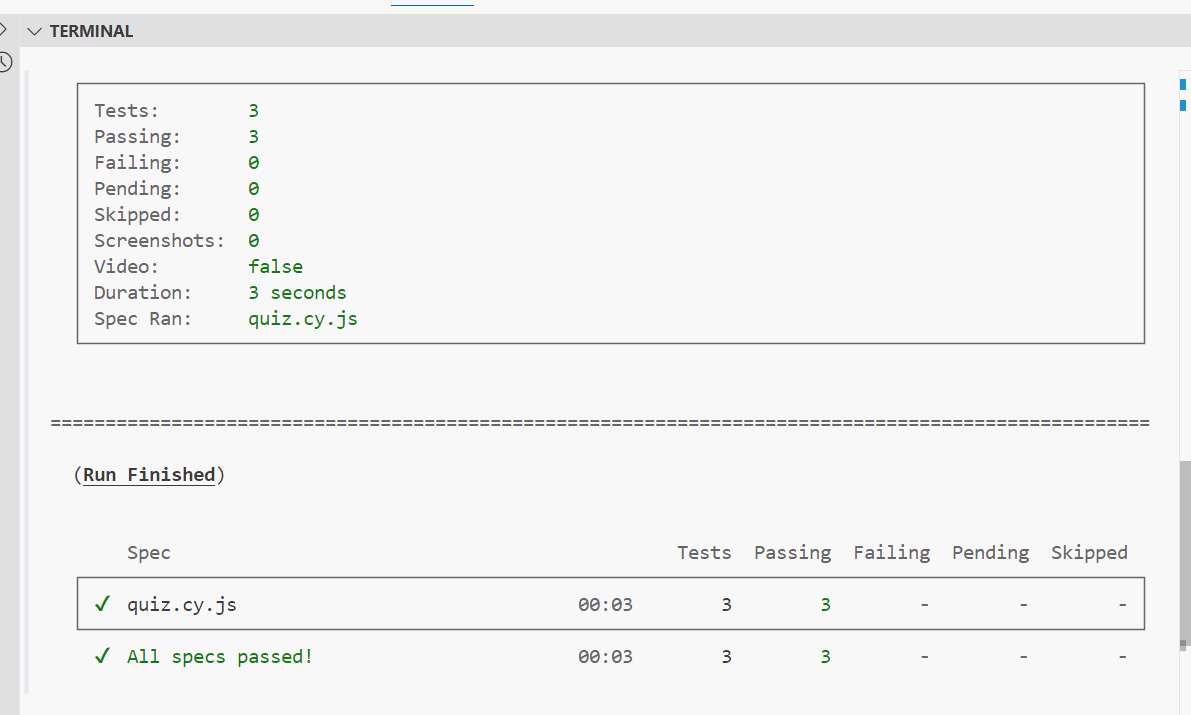 TERMINAL
Tests: 3
Passing: 3
Failing: 0
Pending: 0
Skipped: 0
Screenshots: 0
Video: false
Duration: 3 seconds
Spec Ran: quiz.cy.js
====================================================================================================
(Run Finished)
Spec Tests Passing Failing Pending Skipped
✓ quiz.cy.js 00:03 3 3 - - -
✓ All specs passed! 00:03 3 3 - - -